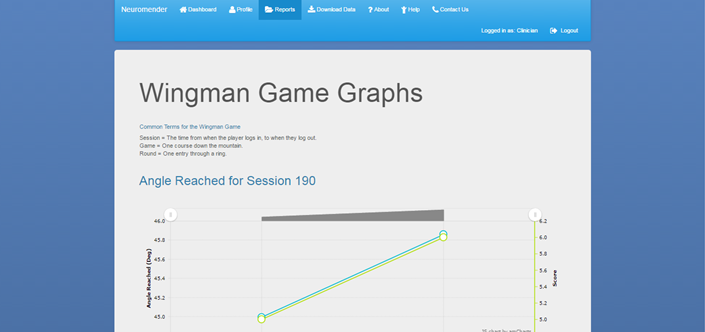 Neuromender Dashboard Profile Reports Download Data About Help Contact Us
Logged in as: Clinician Logout
Wingman Game Graphs
Common Terms for the Wingman Game
Session = The time from when the player logs in, to when they log out.
Game = One course down the mountain.
Round = One entry through a ring.
Angle Reached for Session 190
46.0
45.8
45.6
45.4
45.2
45.0
Angle Reached (Deg)
6.2
6.0
5.8
5.6
5.4
5.2
5.0
Score
JS chart by amCharts